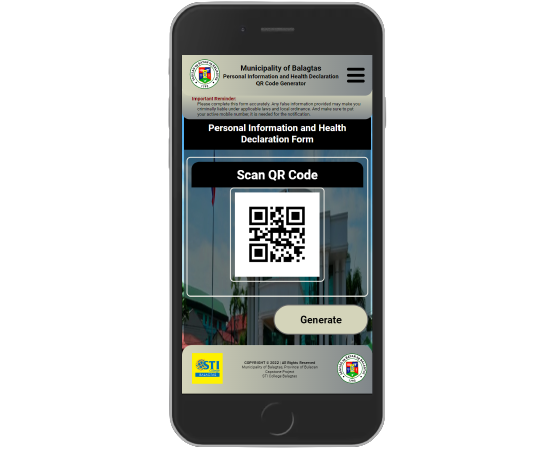 Municipality of Balagtas
Personal Information and Health Declaration
QR Code Generator
Important Reminder
Please complete this form accurately. Any false information provided may make you
criminally liable under applicable laws and local ordinance. And make sure to put
your active mobile number, it is needed for the notification.
Personal Information and Health
Declaration Form
Scan QR Code
Generate
STI
COPYRIGHT © 2022 | All Rights Reserved
Municipality of Balagtas, Province of Bulacan
Capstone Project
STI College Balagtas